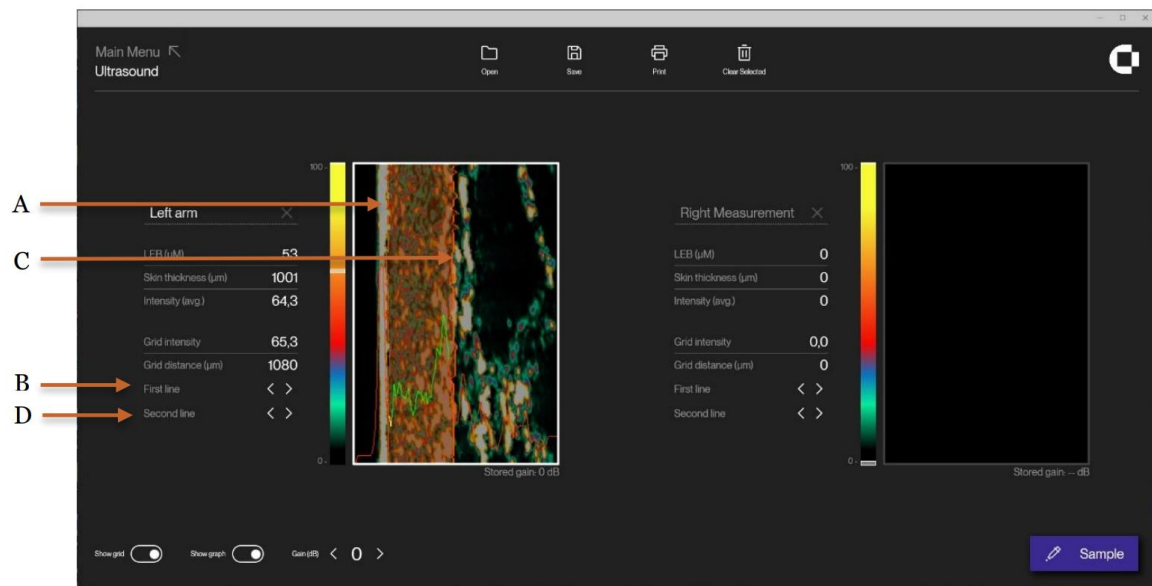 Main Menu
Ultrasound
Open
Save
Print
Clear Selected
A
C
B
D
Left arm
LEB (µM) 53
Skin thickness (µm) 1001
Intensity (avg.) 64,3
Grid intensity 65,3
Grid distance (µm) 1080
First line < >
Second line < >
100 -
0 -
Stored gain: 0 dB
Right Measurement
LEB (µM) 0
Skin thickness (µm) 0
Intensity (avg.) 0
Grid intensity 0,0
Grid distance (µm) 0
First line < >
Second line < >
100 -
0 -
Stored gain: -- dB
Show grid
Show graph
Gain (dB) < 0 >
Sample